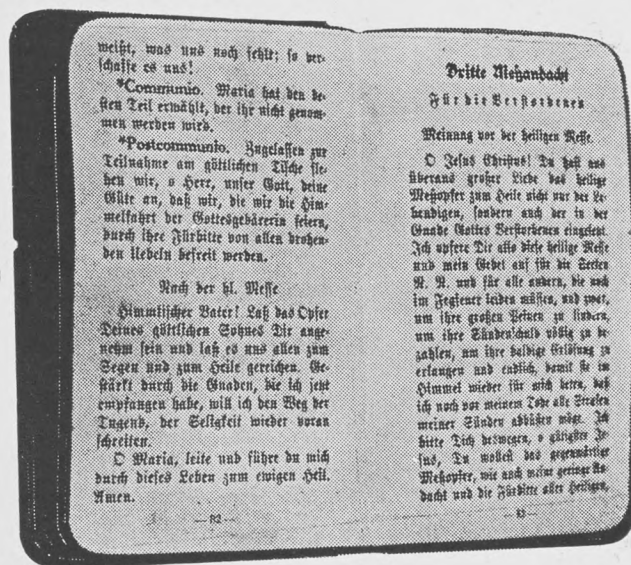 weißt, was uns noch fehlt; so ver-
schaffe es uns!
*Communio. Maria hat den be-
sten Teil erwählt, der ihr nicht genom-
men werden wird.
*Postcommunio. Zugelassen zur
Teilnahme am göttlichen Tische fle-
hen wir, o Herr, unser Gott, deine
Güte an, daß wir, die wir die Him-
melfahrt der Gottesgebärerin feiern,
durch ihre Fürbitte von allen drohen-
den Uebeln befreit werden.
Nach der hl. Messe
Himmlischer Vater! Laß das Opfer
Deines göttlichen Sohnes Dir ange-
nehm sein und laß es uns allen zum
Segen und zum Heile gereichen. Ge-
stärkt durch die Gnaden, die ich jetzt
empfangen habe, will ich den Weg der
Tugend, der Seligkeit wieder voran
schreiten.
O Maria, leite und führe du mich
durch dieses Leben zum ewigen Heil.
Amen.
— 82 —
Dritte Meßandacht
Für die Verstorbenen
Meinung vor der heiligen Messe.
O Jesus Christus! Du hast aus
überaus großer Liebe das heilige
Meßopfer zum Heile nicht nur der Le-
bendigen, sondern auch der in der
Gnade Gottes Verstorbenen eingesetzt.
Ich opfere Dir also diese heilige Messe
und mein Gebet auf für die Seelen
N. N. und für alle andern, die noch
im Fegfeuer leiden müssen, und zwar,
um ihre großen Peinen zu lindern,
um ihre Sündenschuld völlig zu be-
zahlen, um ihre baldige Erlösung zu
erlangen und endlich, damit sie im
Himmel wieder für mich beten, daß
ich noch vor meinem Tode alle Strafen
meiner Sünden abbüßen möge. Ich
bitte Dich deswegen, o gütigster Je-
sus, Du wollest das gegenwärtige
Meßopfer, wie auch meine geringe An-
dacht und die Fürbitte aller Heiligen,
— 83 —